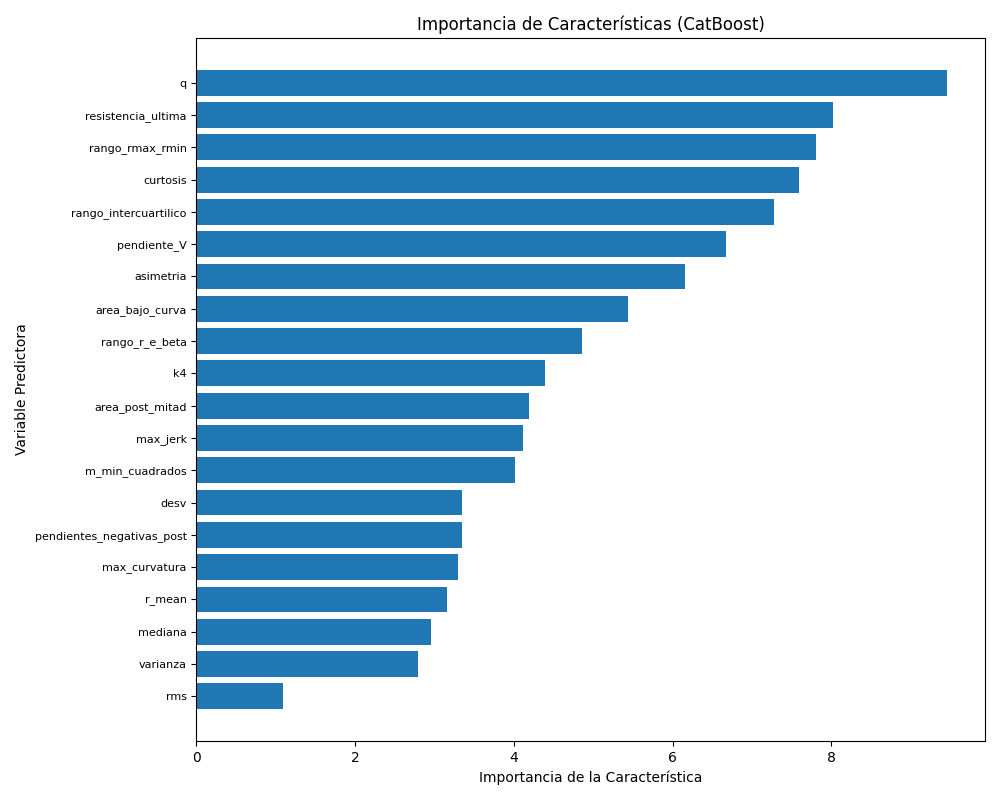 Importancia de Características (CatBoost)
q
resistencia_ultima
rango_rmax_rmin
curtosis
rango_intercuartilico
pendiente_V
asimetria
area_bajo_curva
rango_r_e_beta
k4
area_post_mitad
max_jerk
m_min_cuadrados
desv
pendientes_negativas_post
max_curvatura
r_mean
mediana
varianza
rms
Variable Predictora
0 2 4 6 8
Importancia de la Característica